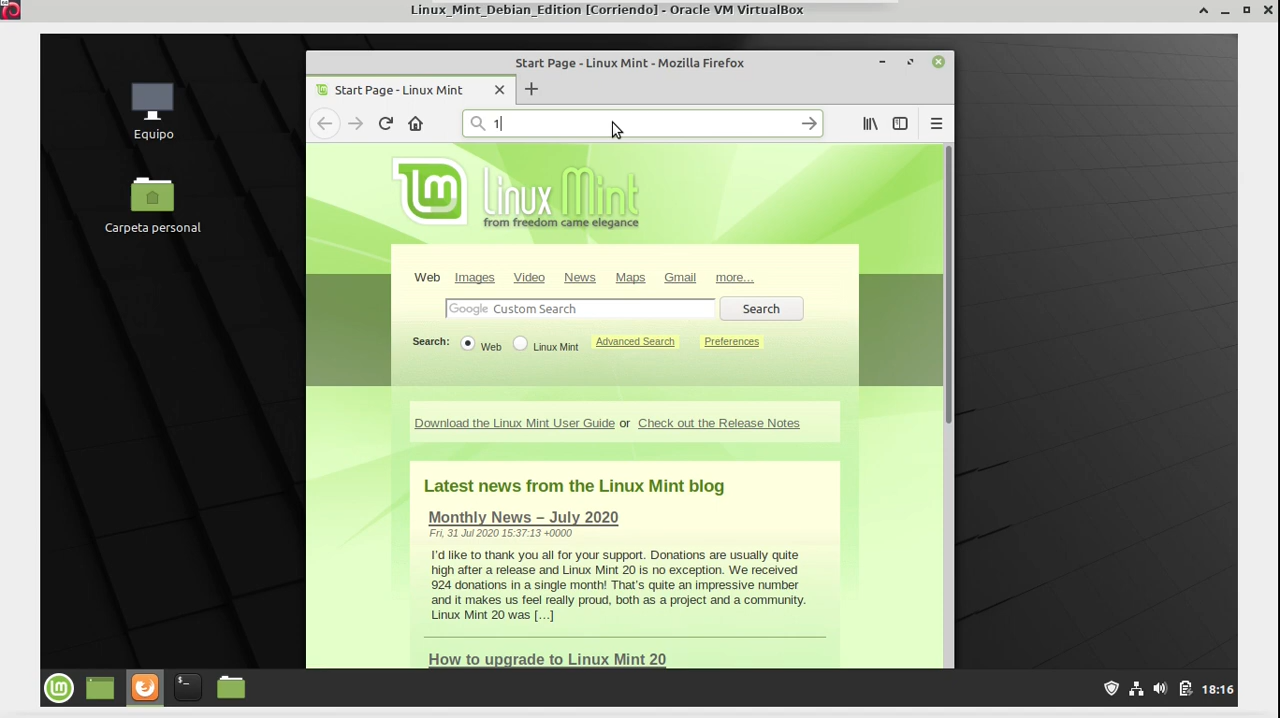 Linux_Mint_Debian_Edition [Corriendo] - Oracle VM VirtualBox
Equipo
Carpeta personal
Start Page - Linux Mint - Mozilla Firefox
Start Page - Linux Mint
1
Linux Mint
from freedom came elegance
Web Images Video News Maps Gmail more...
Google Custom Search Search
Search: Web Linux Mint Advanced Search Preferences
Download the Linux Mint User Guide or Check out the Release Notes
Latest news from the Linux Mint blog
Monthly News – July 2020
Fri, 31 Jul 2020 15:37:13 +0000
I'd like to thank you all for your support. Donations are usually quite
high after a release and Linux Mint 20 is no exception. We received
924 donations in a single month! That's quite an impressive number
and it makes us feel really proud, both as a project and a community.
Linux Mint 20 was […]
How to upgrade to Linux Mint 20
18:16